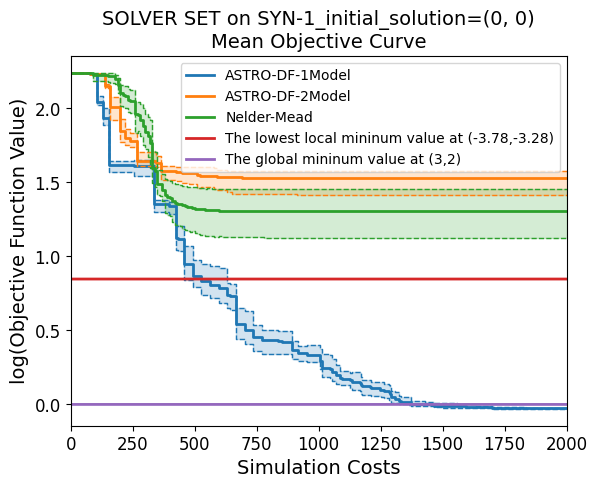 SOLVER SET on SYN-1_initial_solution=(0, 0)
Mean Objective Curve
ASTRO-DF-1Model
ASTRO-DF-2Model
Nelder-Mead
The lowest local mininum value at (-3.78,-3.28)
The global mininum value at (3,2)
log(Objective Function Value)
2.0
1.5
1.0
0.5
0.0
0 250 500 750 1000 1250 1500 1750 2000
Simulation Costs